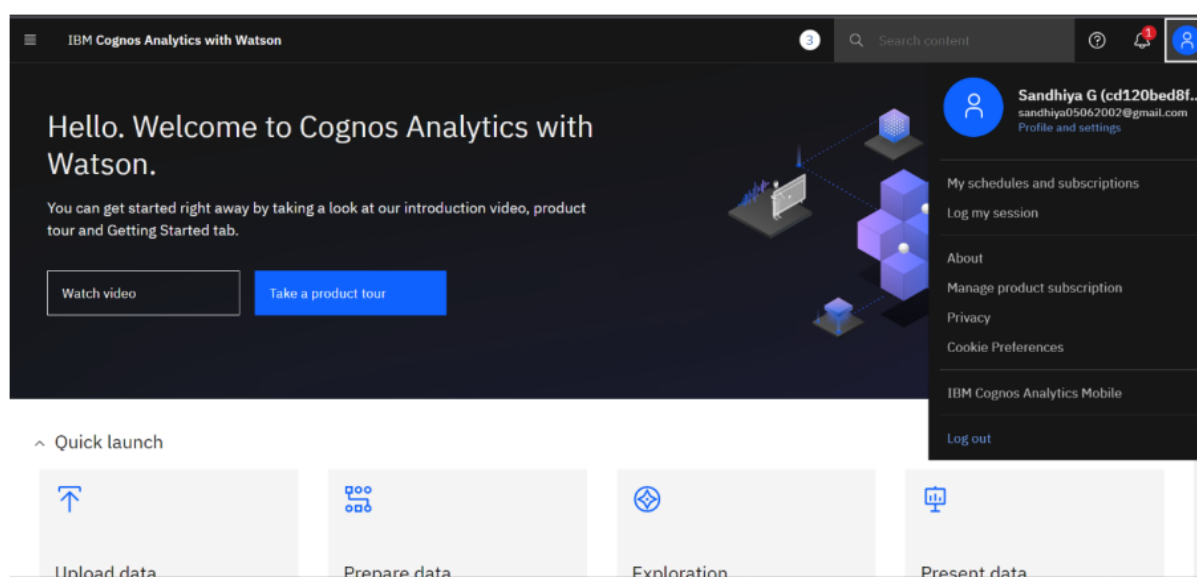 IBM Cognos Analytics with Watson
3
Search content
1
Hello. Welcome to Cognos Analytics with
Watson.
You can get started right away by taking a look at our introduction video, product
tour and Getting Started tab.
Watch video
Take a product tour
Sandhiya G (cd120bed8f...
sandhiya05062002@gmail.com
Profile and settings
My schedules and subscriptions
Log my session
About
Manage product subscription
Privacy
Cookie Preferences
IBM Cognos Analytics Mobile
Log out
Quick launch
Upload data
Prepare data
Exploration
Present data